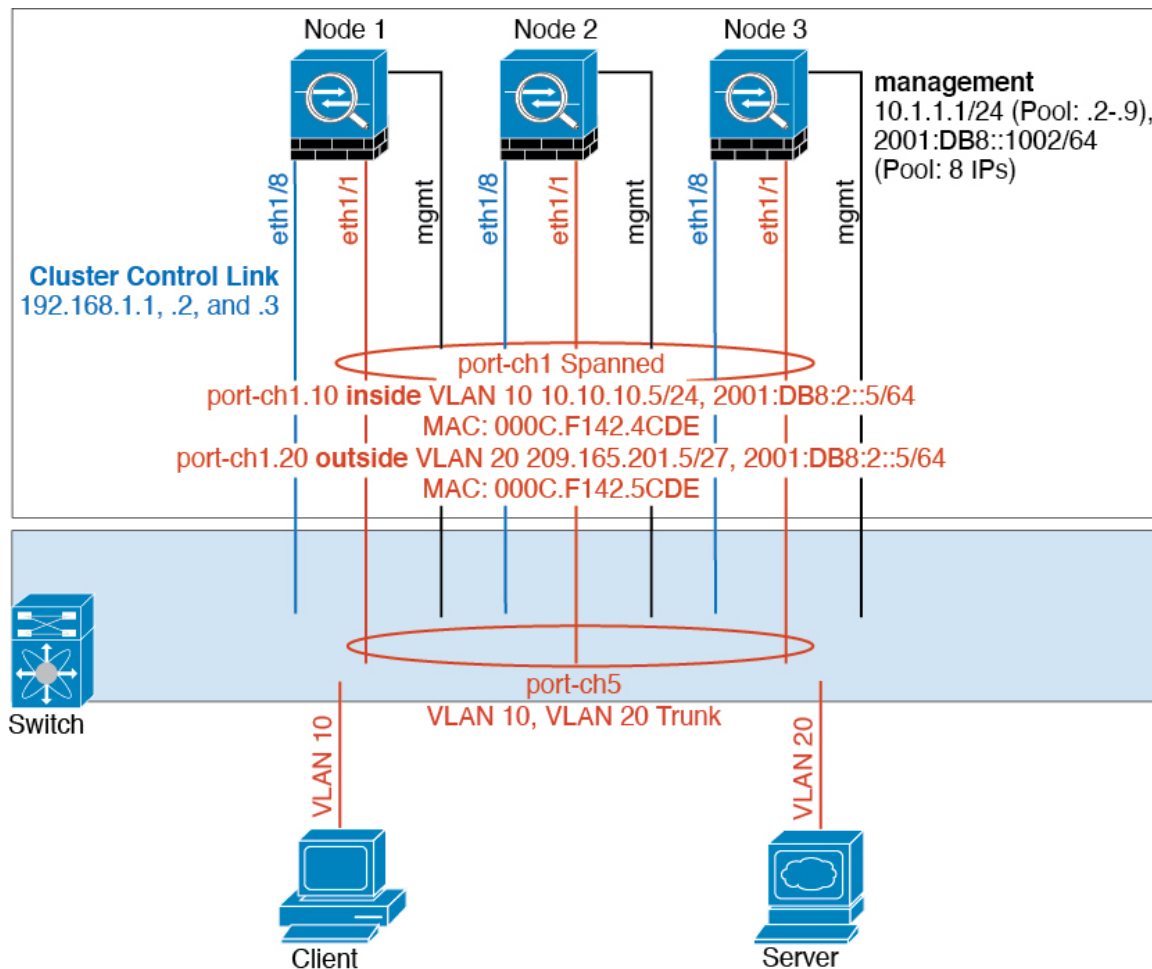 Node 1
Node 2
Node 3
management
10.1.1.1/24 (Pool: .2-.9),
2001:DB8::1002/64
(Pool: 8 IPs)
eth1/8
eth1/1
mgmt
eth1/8
eth1/1
mgmt
eth1/8
eth1/1
mgmt
Cluster Control Link
192.168.1.1, .2, and .3
port-ch1 Spanned
port-ch1.10 inside VLAN 10 10.10.10.5/24, 2001:DB8:2::5/64
MAC: 000C.F142.4CDE
port-ch1.20 outside VLAN 20 209.165.201.5/27, 2001:DB8:2::5/64
MAC: 000C.F142.5CDE
Switch
port-ch5
VLAN 10, VLAN 20 Trunk
VLAN 10
VLAN 20
Client
Server